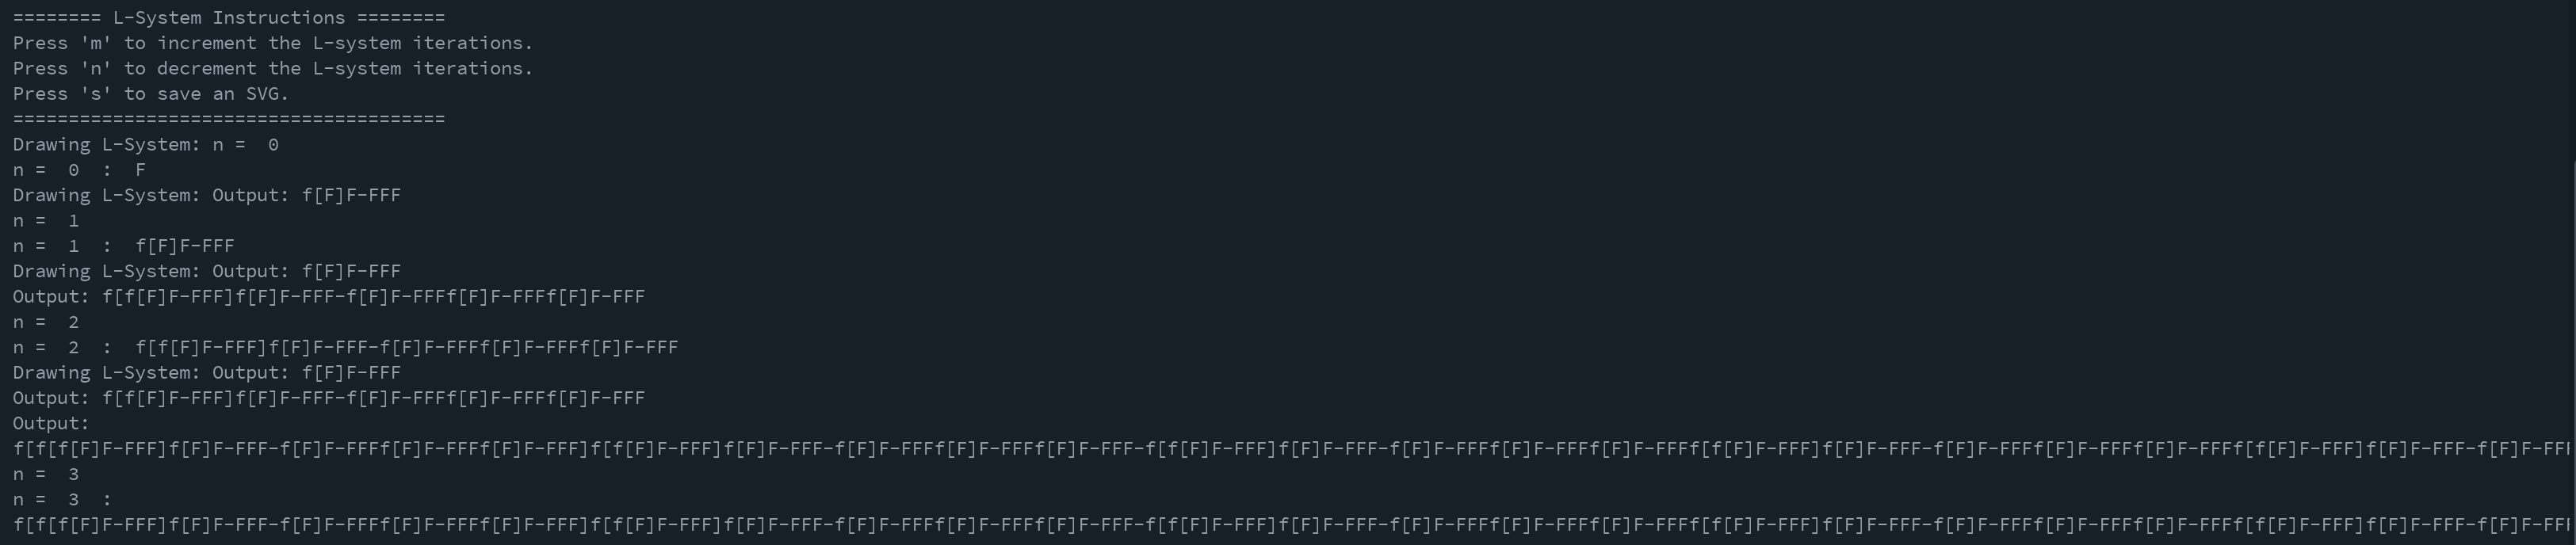 ======== L-System Instructions ========
Press 'm' to increment the L-system iterations.
Press 'n' to decrement the L-system iterations.
Press 's' to save an SVG.
=======================================
Drawing L-System: n =  0
n =  0  :  F
Drawing L-System: Output: f[F]F-FFF
n =  1
n =  1  :  f[F]F-FFF
Drawing L-System: Output: f[F]F-FFF
Output: f[f[F]F-FFF]f[F]F-FFF-f[F]F-FFFf[F]F-FFFf[F]F-FFF
n =  2
n =  2  :  f[f[F]F-FFF]f[F]F-FFF-f[F]F-FFFf[F]F-FFFf[F]F-FFF
Drawing L-System: Output: f[F]F-FFF
Output: f[f[F]F-FFF]f[F]F-FFF-f[F]F-FFFf[F]F-FFFf[F]F-FFF
Output:
f[f[f[F]F-FFF]f[F]F-FFF-f[F]F-FFFf[F]F-FFFf[F]F-FFF]f[f[F]F-FFF]f[F]F-FFF-f[F]F-FFFf[F]F-FFFf[F]F-FFF-f[f[F]F-FFF]f[F]F-FFF-f[F]F-FFFf[F]F-FFFf[F]F-FFFf[f[F]F-FFF]f[F]F-FFF-f[F]F-FFFf[F]F-FFFf[F]F-FFFf[f[F]F-FFF]f[F]F-FFF-f[F]F-FFF
n =  3
n =  3  :
f[f[f[F]F-FFF]f[F]F-FFF-f[F]F-FFFf[F]F-FFFf[F]F-FFF]f[f[F]F-FFF]f[F]F-FFF-f[F]F-FFFf[F]F-FFFf[F]F-FFF-f[f[F]F-FFF]f[F]F-FFF-f[F]F-FFFf[F]F-FFFf[F]F-FFFf[f[F]F-FFF]f[F]F-FFF-f[F]F-FFFf[F]F-FFFf[F]F-FFFf[f[F]F-FFF]f[F]F-FFF-f[F]F-FFF